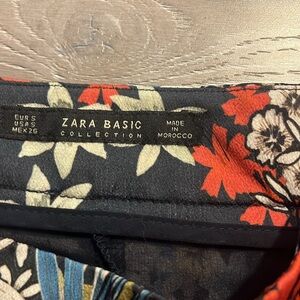 EUR S
USA S
MEX 26
ZARA BASIC
COLLECTION
MADE
IN
MOROCCO